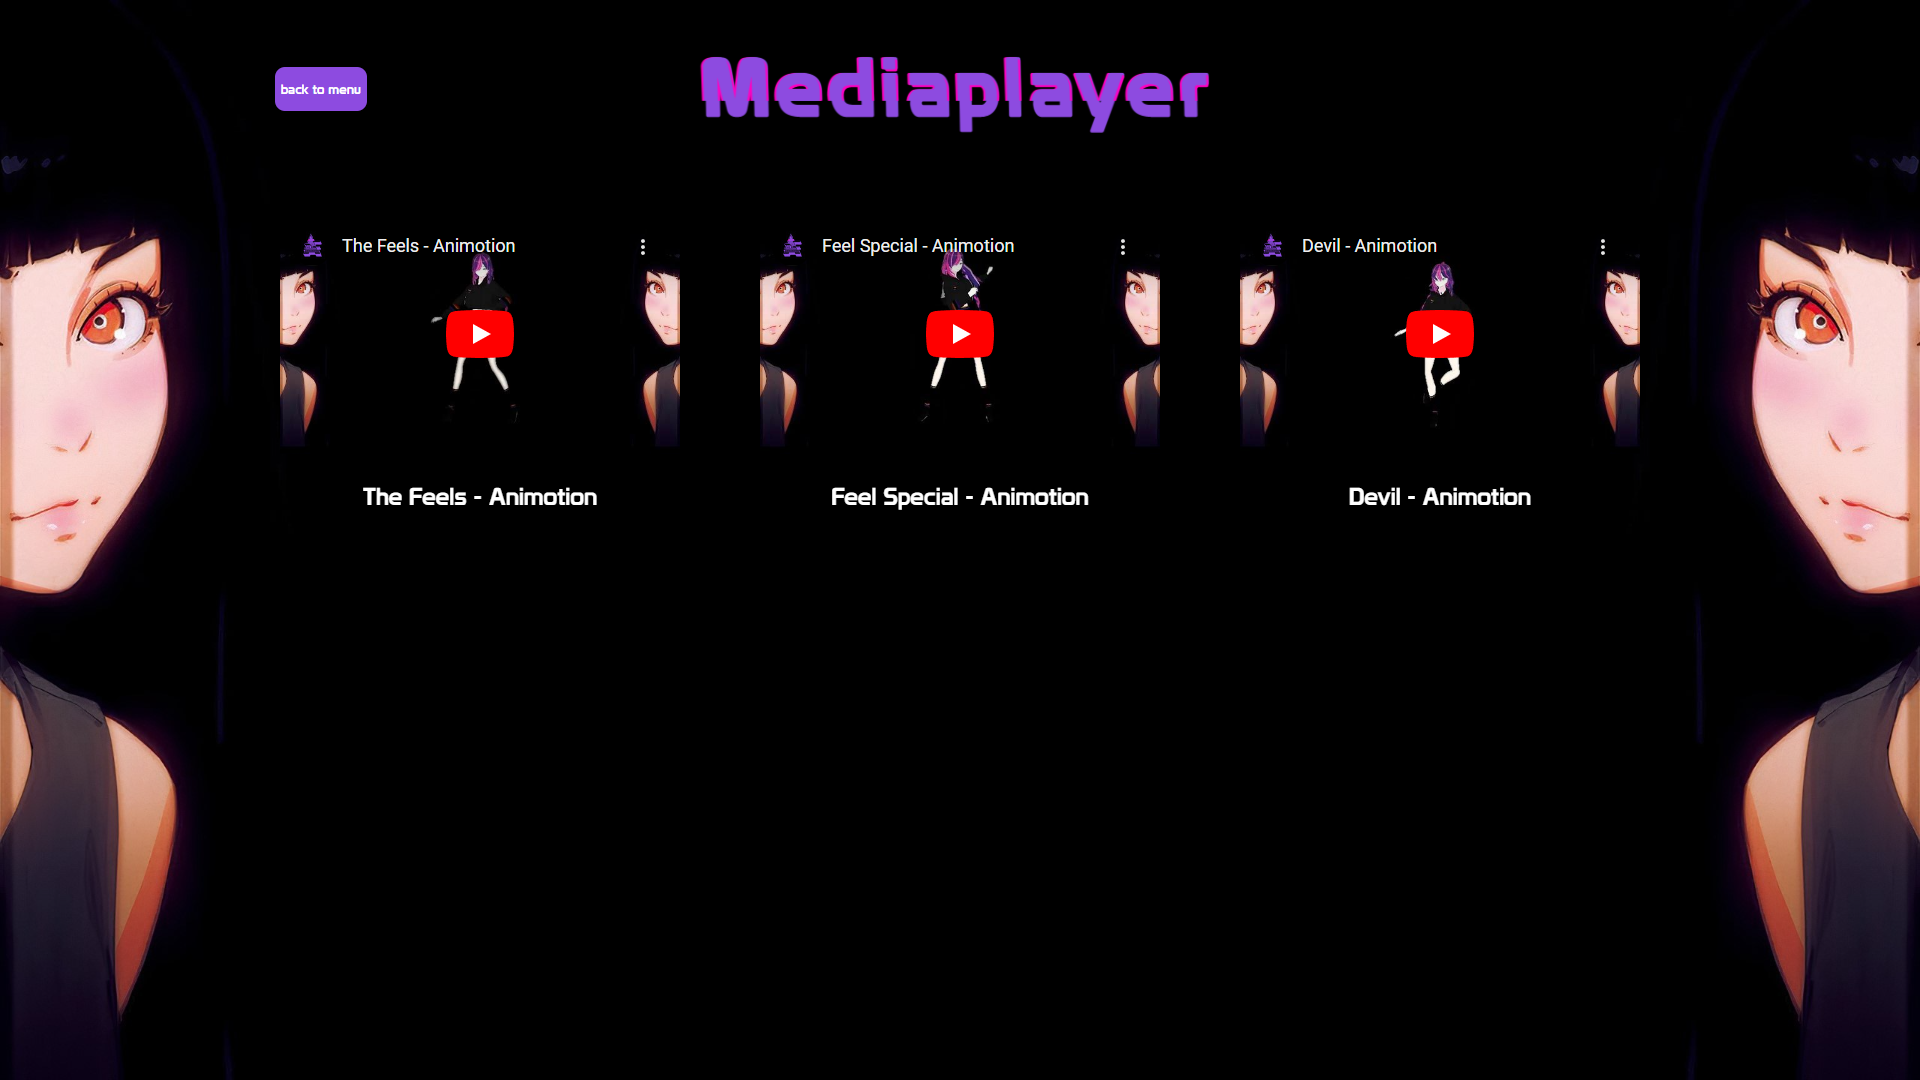 Mediaplayer
back to menu
The Feels - Animotion
Feel Special - Animotion
Devil - Animotion
The Feels - Animotion
Feel Special - Animotion
Devil - Animotion